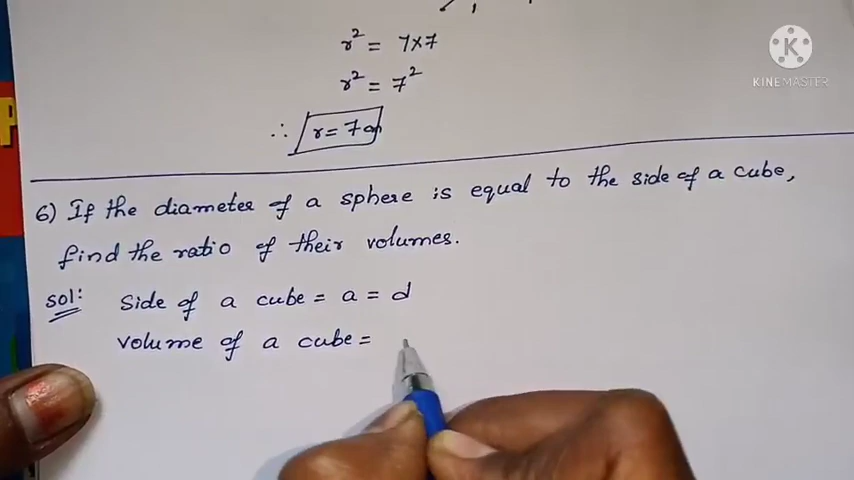 r² = 7×7
r² = 7²
∴ r = 7cm
6) If the diameter of a sphere is equal to the side of a cube,
find the ratio of their volumes.
sol: side of a cube = a = d
volume of a cube =
KINEMASTER